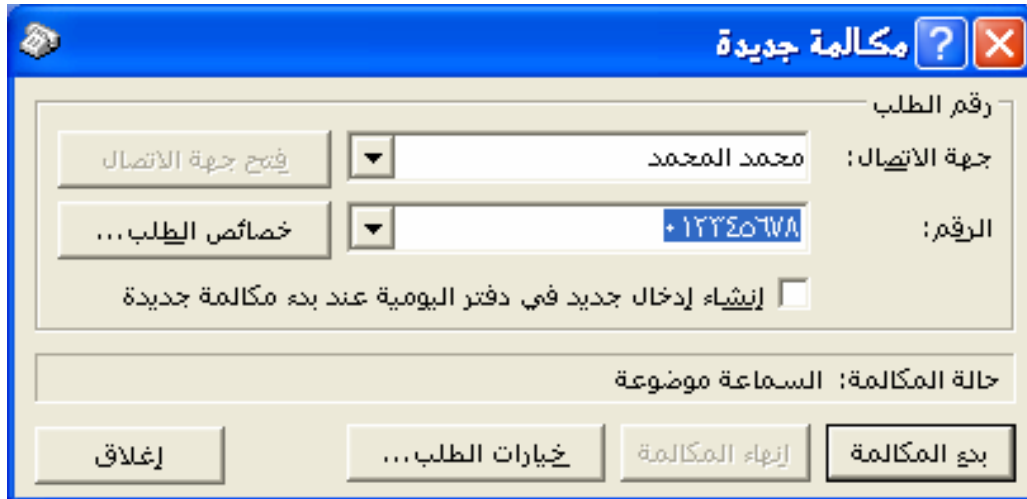 مكالمة جديدة
رقم الطلب
جهة الاتصال: محمد المحمد فتح جهة الاتصال
الرقم: ٠١٢٣٤٥٦٧٨ خصائص الطلب...
إنشاء إدخال جديد في دفتر اليومية عند بدء مكالمة جديدة
حالة المكالمة: السماعة موضوعة
بدء المكالمة إنهاء المكالمة خيارات الطلب... إغلاق